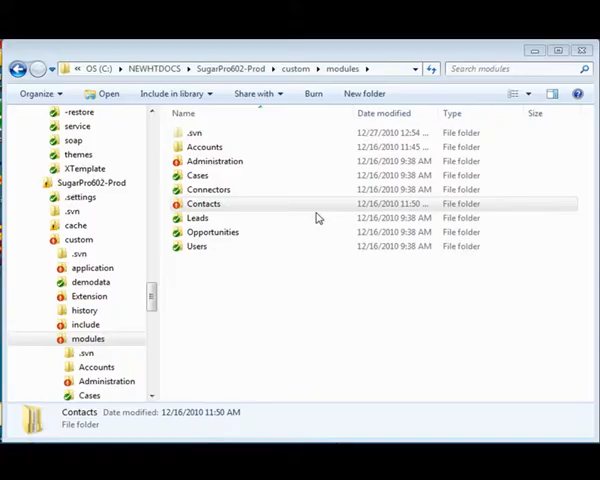 « OS (C:) ▸ NEWHTDOCS ▸ SugarPro602-Prod ▸ custom ▸ modules ▸
Search modules
Organize ▾ Open Include in library ▾ Share with ▾ Burn New folder
Name Date modified Type Size
-restore
service
soap
themes
XTemplate
SugarPro602-Prod
.settings
.svn
cache
custom
.svn
application
demodata
Extension
history
include
modules
.svn
Accounts
Administration
Cases
.svn 12/27/2010 12:54 ... File folder
Accounts 12/16/2010 11:45 ... File folder
Administration 12/16/2010 9:38 AM File folder
Cases 12/16/2010 9:38 AM File folder
Connectors 12/16/2010 9:38 AM File folder
Contacts 12/16/2010 11:50 ... File folder
Leads 12/16/2010 9:38 AM File folder
Opportunities 12/16/2010 9:38 AM File folder
Users 12/16/2010 9:38 AM File folder
Contacts Date modified: 12/16/2010 11:50 AM
File folder